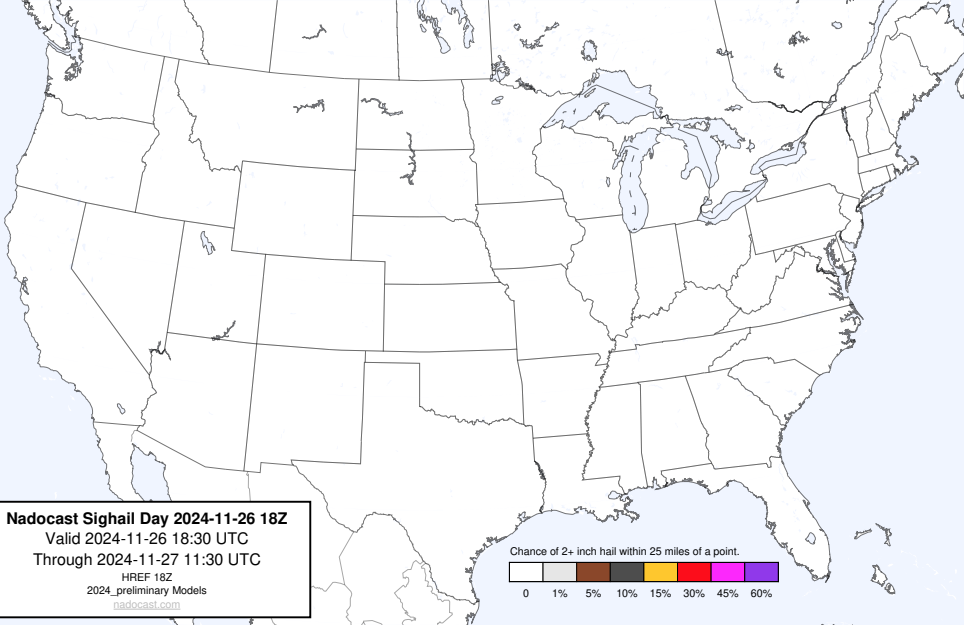 Nadocast Sighail Day 2024-11-26 18Z
Valid 2024-11-26 18:30 UTC
Through 2024-11-27 11:30 UTC
HREF 18Z
2024_preliminary Models
nadocast.com
Chance of 2+ inch hail within 25 miles of a point.
0 1% 5% 10% 15% 30% 45% 60%